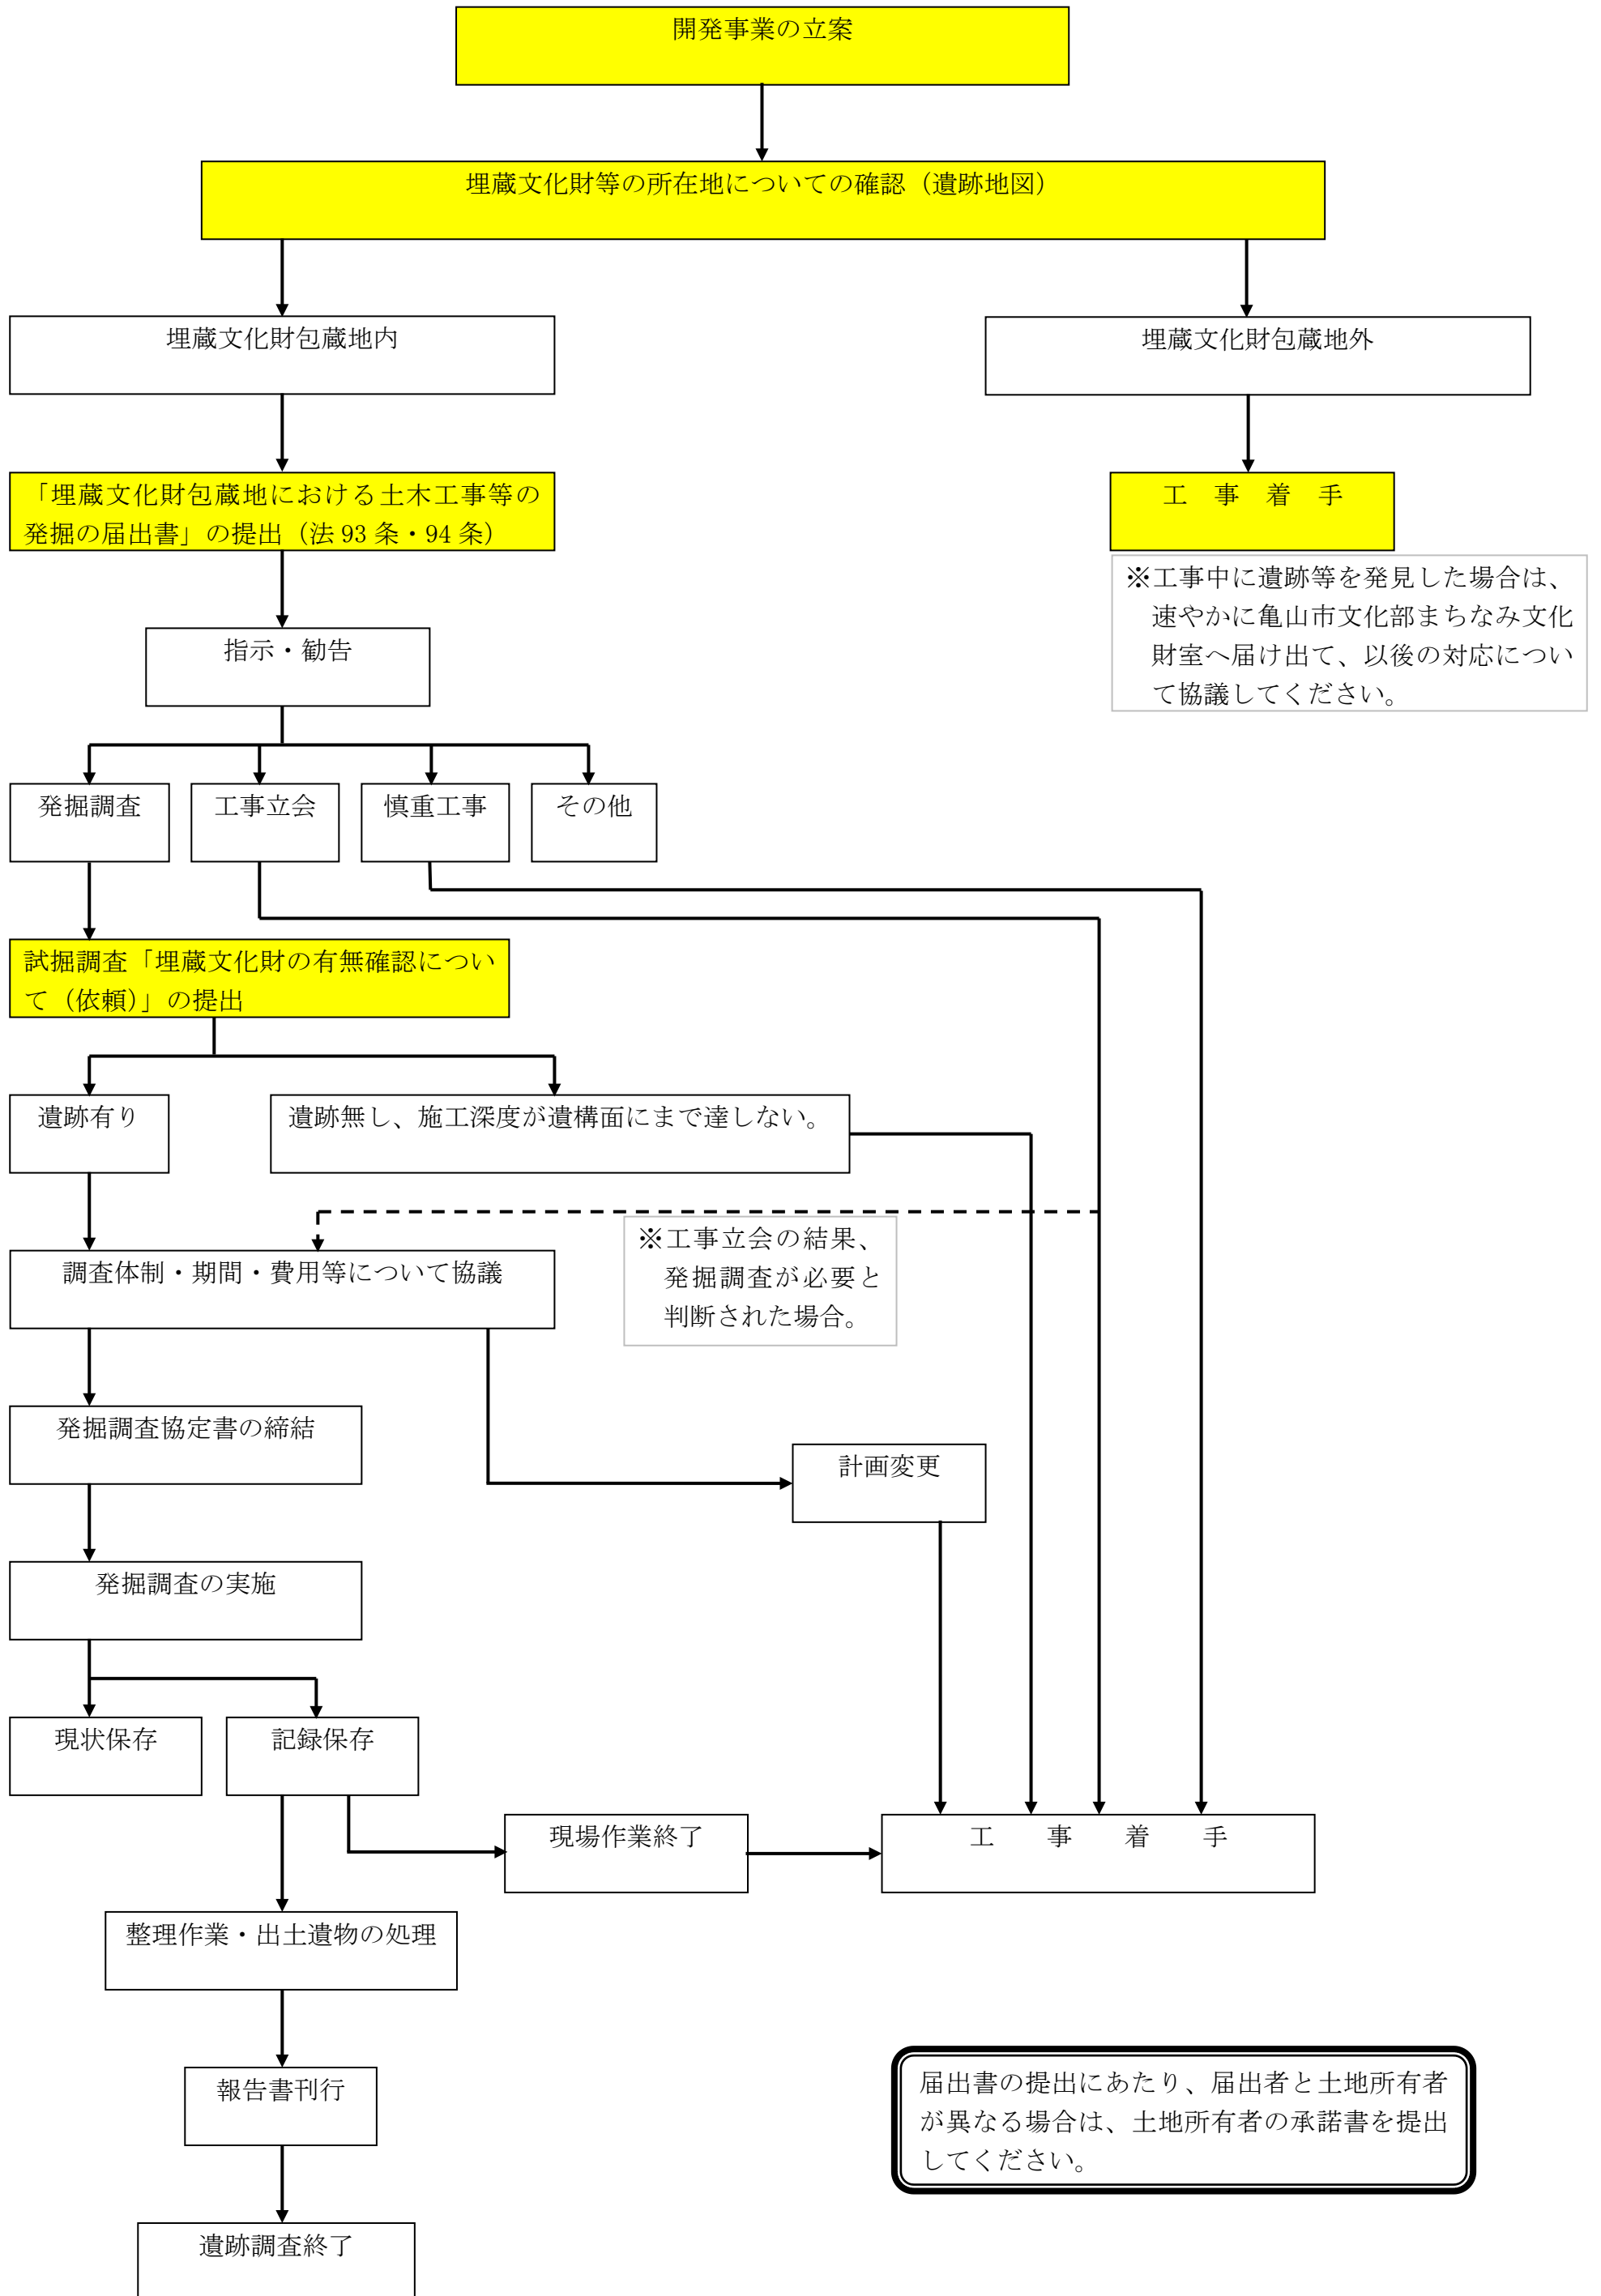 開発事業の立案
埋蔵文化財等の所在地についての確認（遺跡地図）
埋蔵文化財包蔵地内
埋蔵文化財包蔵地外
「埋蔵文化財包蔵地における土木工事等の
発掘の届出書」の提出（法93条・94条）
工　事　着　手
※工事中に遺跡等を発見した場合は、
速やかに亀山市文化部まちなみ文化
財室へ届け出て、以後の対応につい
て協議してください。
指示・勧告
発掘調査
工事立会
慎重工事
その他
試掘調査「埋蔵文化財の有無確認につい
て（依頼）」の提出
遺跡有り
遺跡無し、施工深度が遺構面にまで達しない。
※工事立会の結果、
発掘調査が必要と
判断された場合。
調査体制・期間・費用等について協議
発掘調査協定書の締結
計画変更
発掘調査の実施
現状保存
記録保存
現場作業終了
工　　事　　着　　手
整理作業・出土遺物の処理
報告書刊行
届出書の提出にあたり、届出者と土地所有者
が異なる場合は、土地所有者の承諾書を提出
してください。
遺跡調査終了